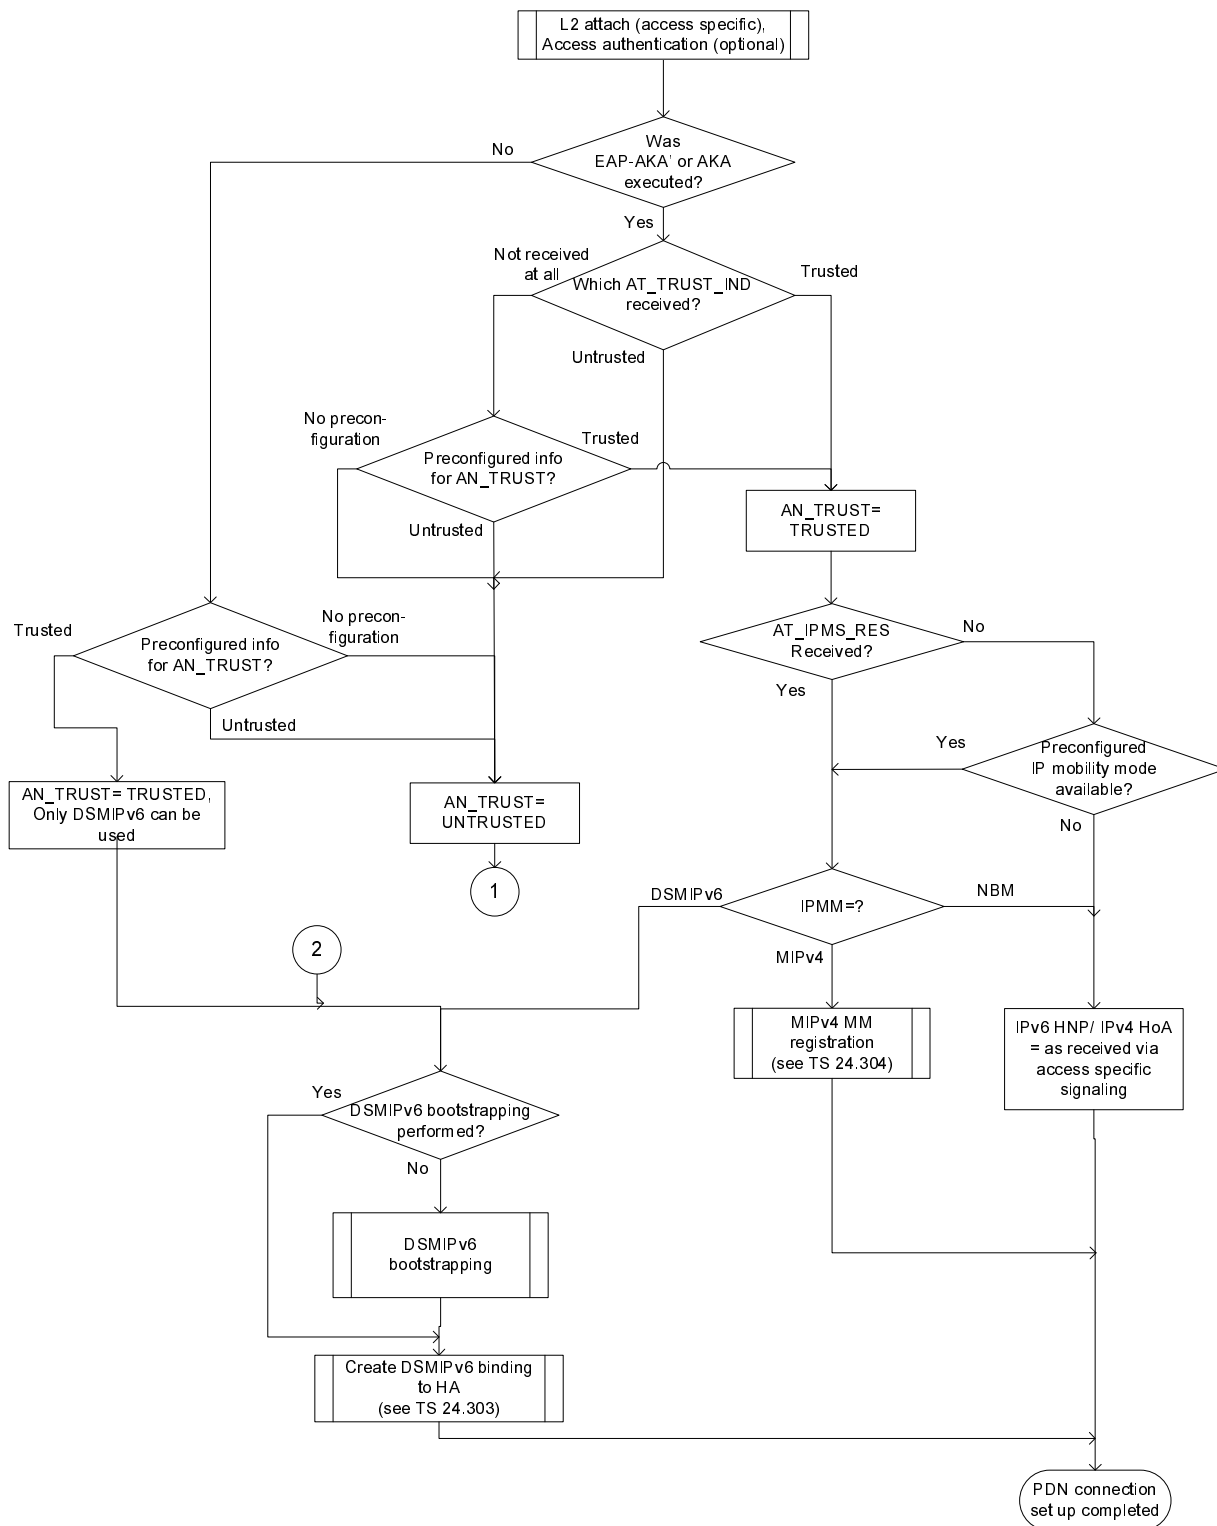 L2 attach (access specific),
Access authentication (optional)
Was
EAP-AKA' or AKA
executed?
No
Yes
Not received
at all
Which AT_TRUST_IND
received?
Trusted
Untrusted
No precon-
figuration
Preconfigured info
for AN_TRUST?
Trusted
Untrusted
AN_TRUST=
TRUSTED
Trusted
Preconfigured info
for AN_TRUST?
No precon-
figuration
Untrusted
AT_IPMS_RES
Received?
No
Yes
Preconfigured
IP mobility mode
available?
Yes
No
AN_TRUST= TRUSTED,
Only DSMIPv6 can be
used
AN_TRUST=
UNTRUSTED
1
DSMIPv6
IPMM=?
NBM
MIPv4
2
MIPv4 MM
registration
(see TS 24.304)
IPv6 HNP/ IPv4 HoA
= as received via
access specific
signaling
Yes
DSMIPv6 bootstrapping
performed?
No
DSMIPv6
bootstrapping
Create DSMIPv6 binding
to HA
(see TS 24.303)
PDN connection
set up completed